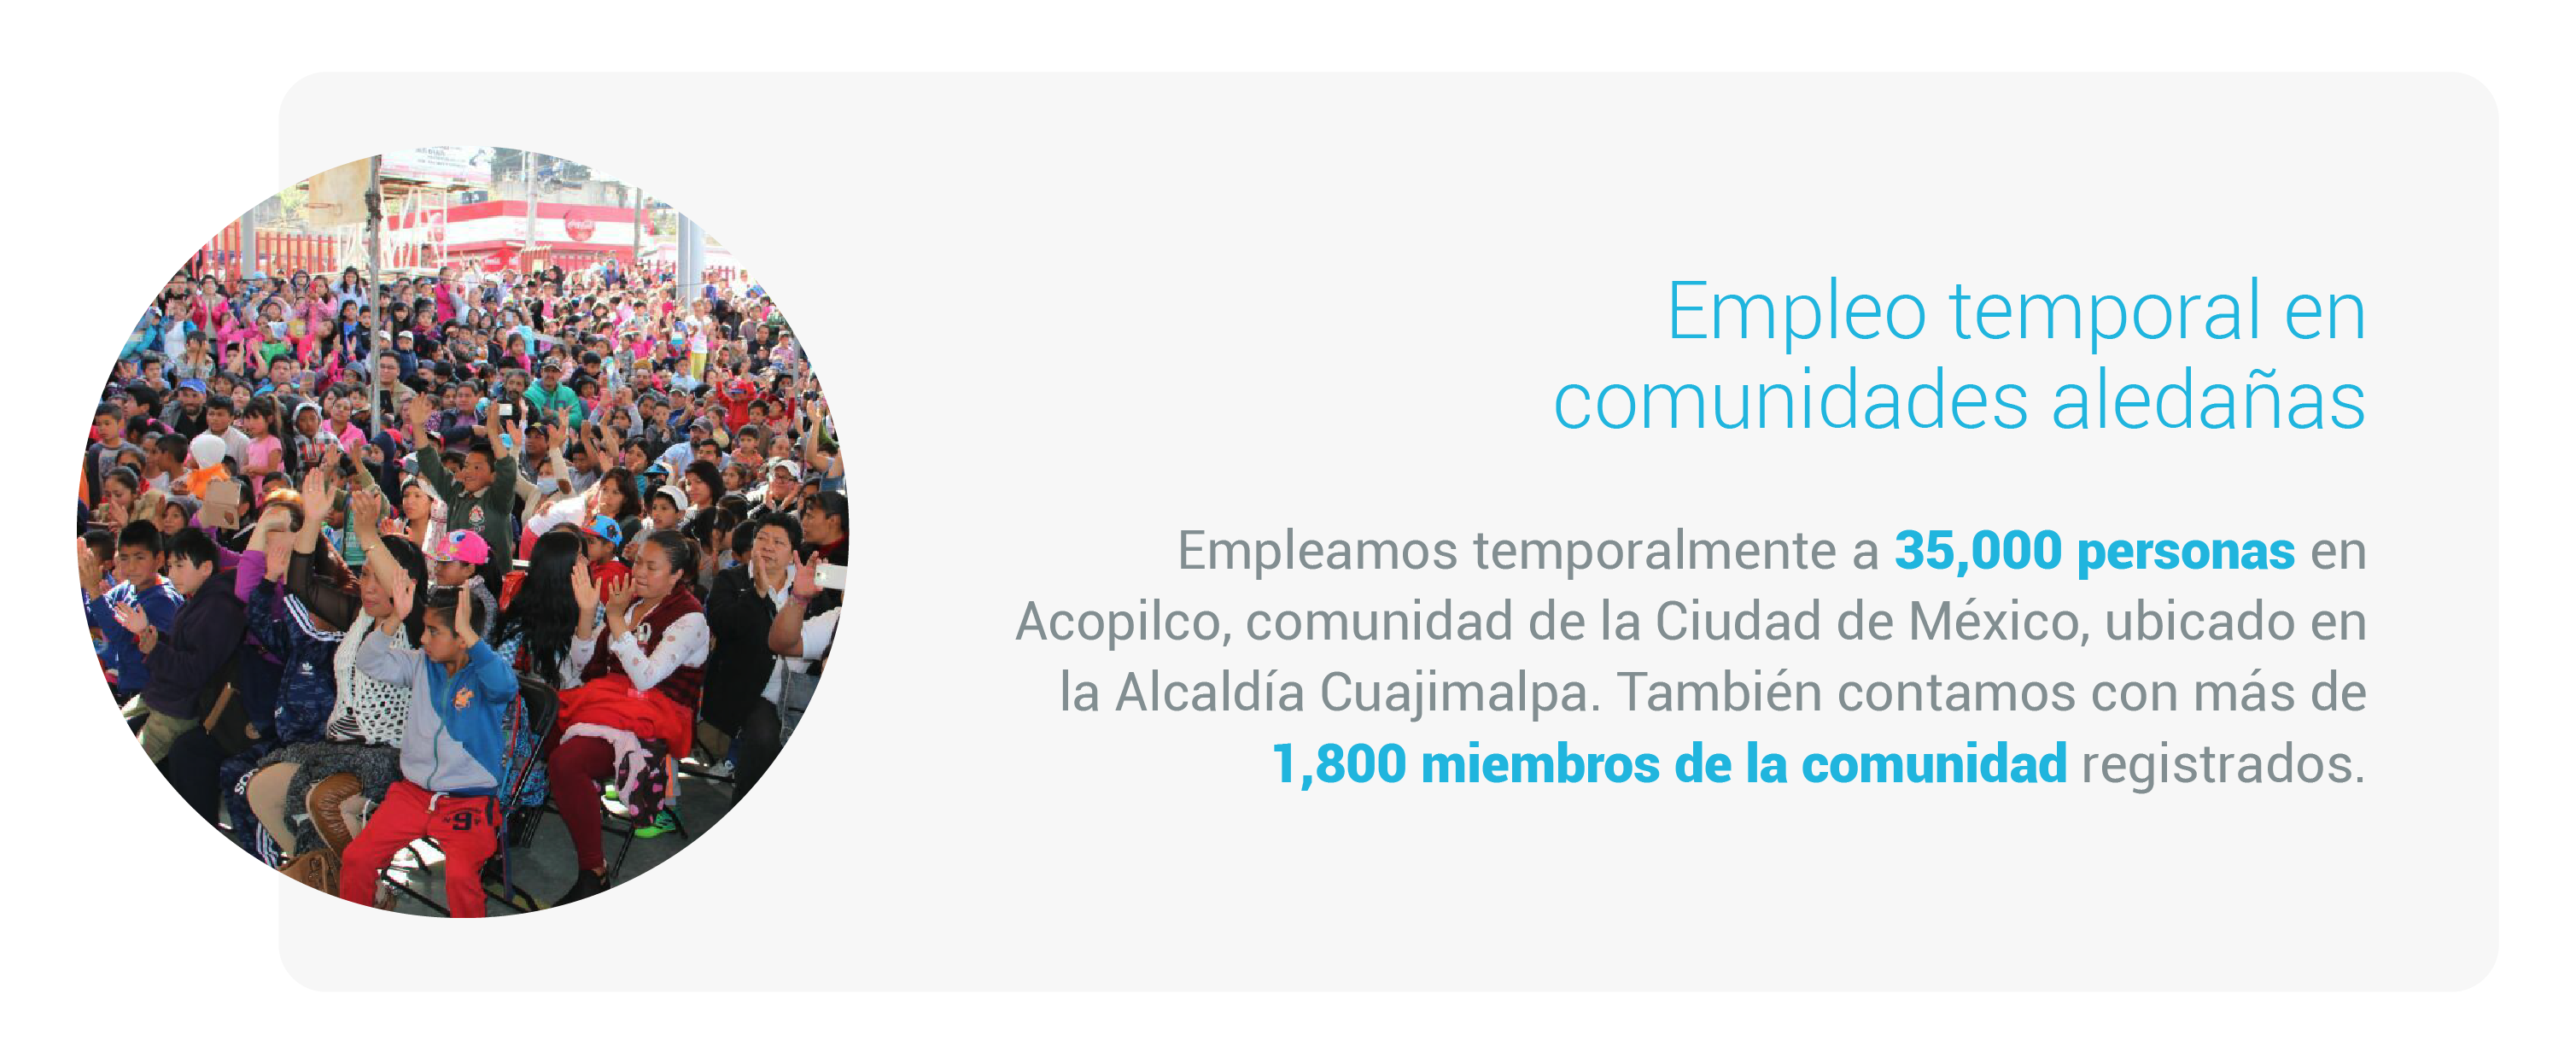 Empleo temporal en
comunidades aledañas
Empleamos temporalmente a 35,000 personas en
Acopilco, comunidad de la Ciudad de México, ubicado en
la Alcaldía Cuajimalpa. También contamos con más de
1,800 miembros de la comunidad registrados.